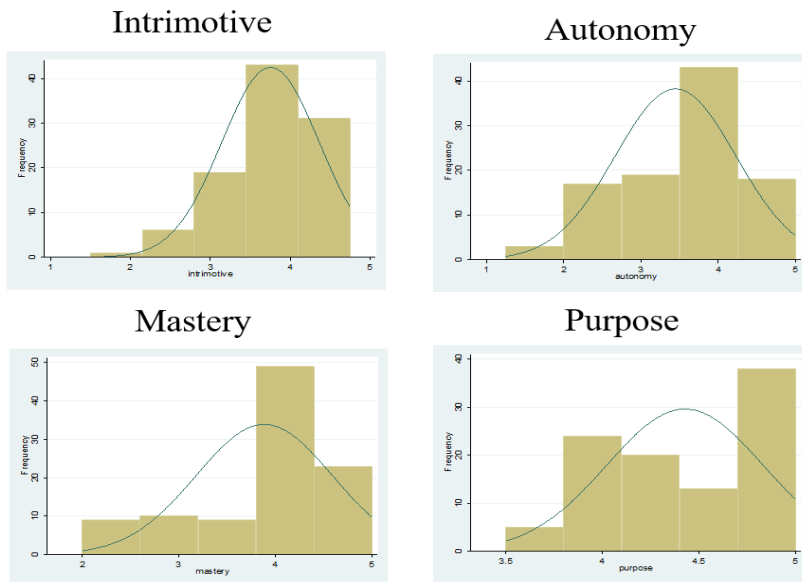 Intrimotive
Frequency
0 10 20 30 40
1 2 3 4 5
intrimotive
Autonomy
Frequency
0 10 20 30 40
1 2 3 4 5
autonomy
Mastery
Frequency
0 10 20 30 40 50
2 3 4 5
mastery
Purpose
Frequency
0 10 20 30 40
3.5 4 4.5 5
purpose